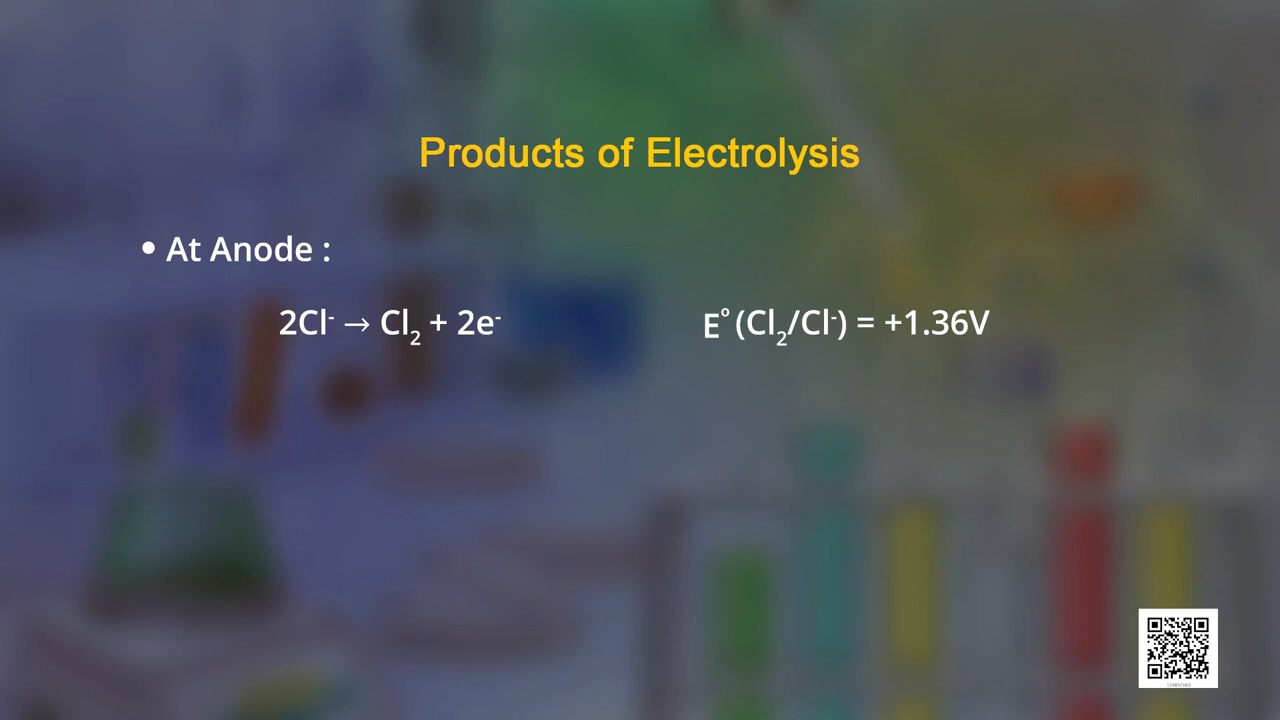 Products of Electrolysis
• At Anode :
2Cl⁻ → Cl₂ + 2e⁻ E° (Cl₂/Cl⁻) = +1.36V